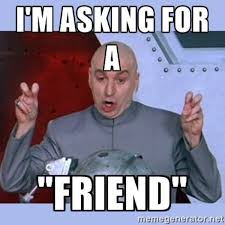 I'M ASKING FOR
A
"FRIEND"
memegenerator.net